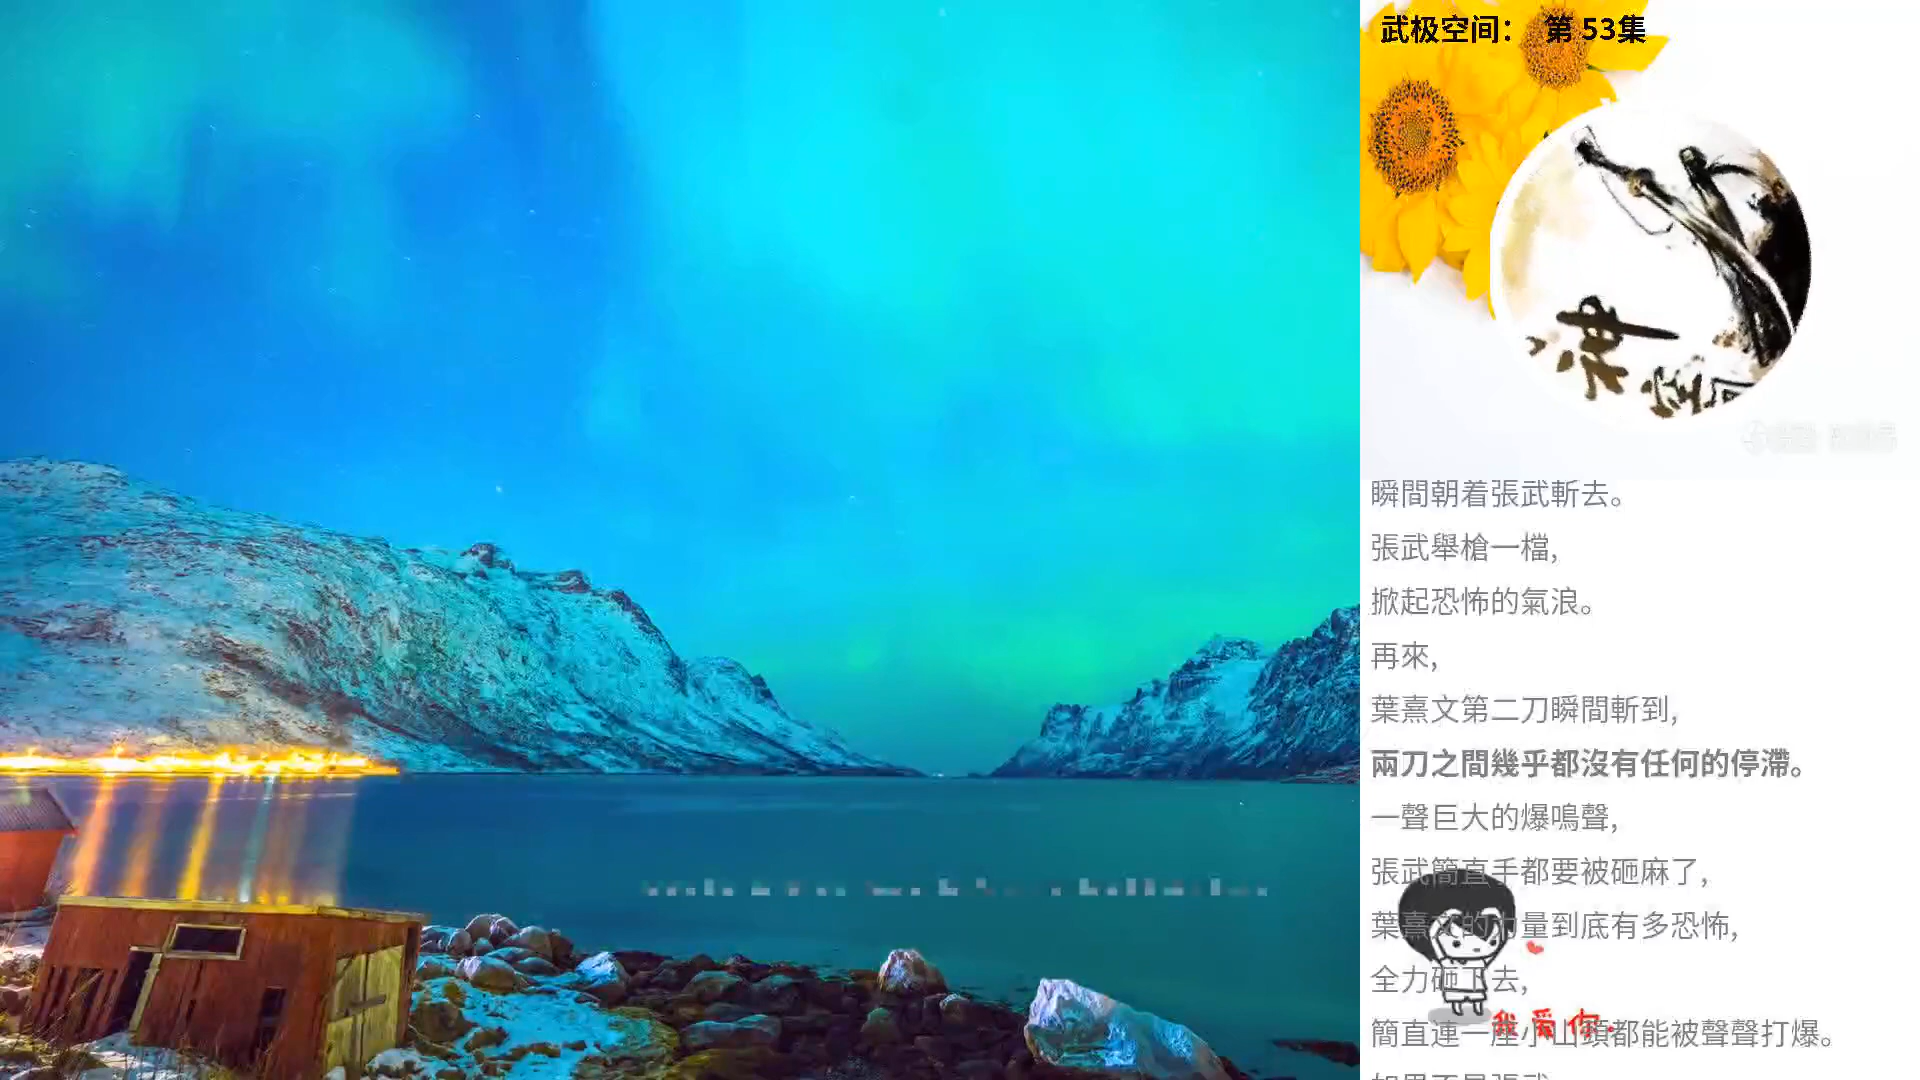 武极空间： 第 53集
瞬間朝着張武斬去。
張武舉槍一檔,
掀起恐怖的氣浪。
再來,
葉熹文第二刀瞬間斬到,
兩刀之間幾乎都沒有任何的停滯。
一聲巨大的爆鳴聲,
張武簡直手都要被砸麻了,
葉熹文的力量到底有多恐怖,
全力砸下去,
我爱你.
簡直連一座小山頭都能被聲聲打爆。